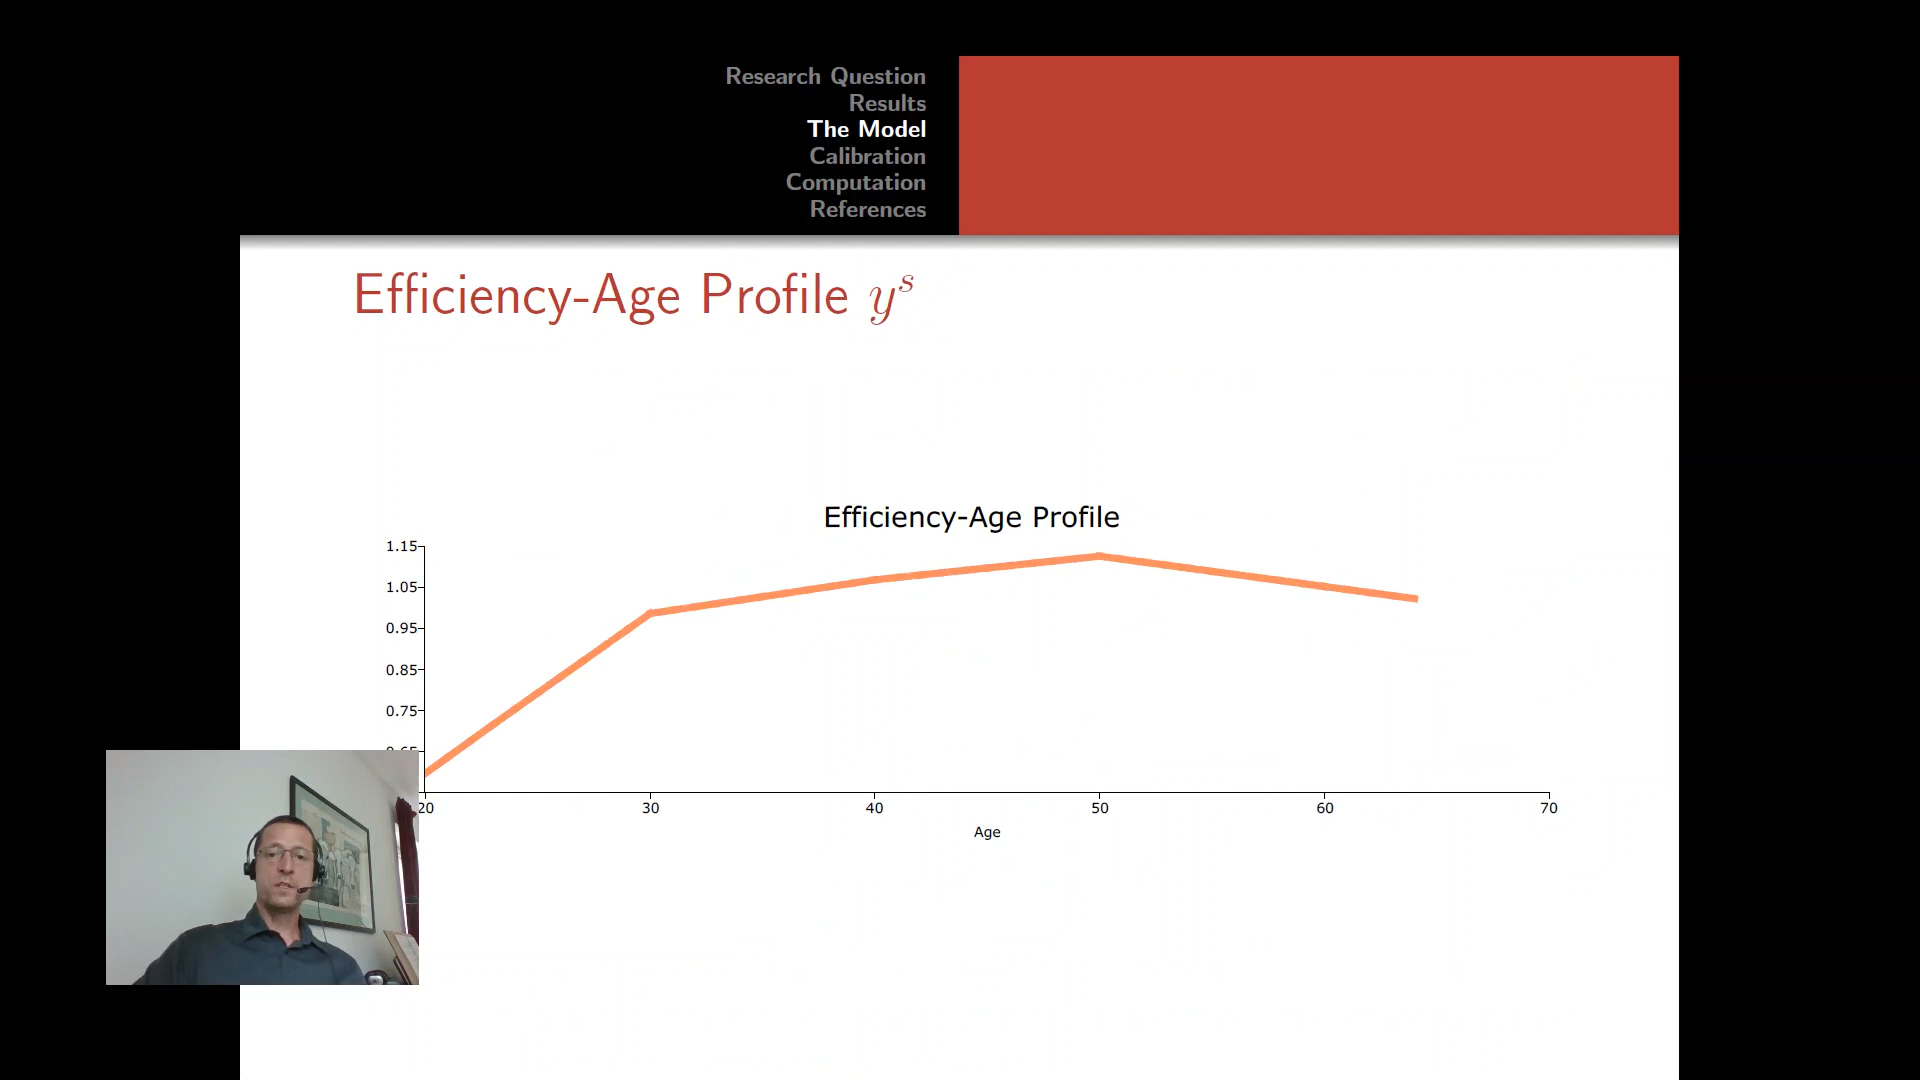 Research Question
Results
The Model
Calibration
Computation
References
Efficiency-Age Profile y^s
Efficiency-Age Profile
1.15
1.05
0.95
0.85
0.75
20 30 40 50 60 70
Age